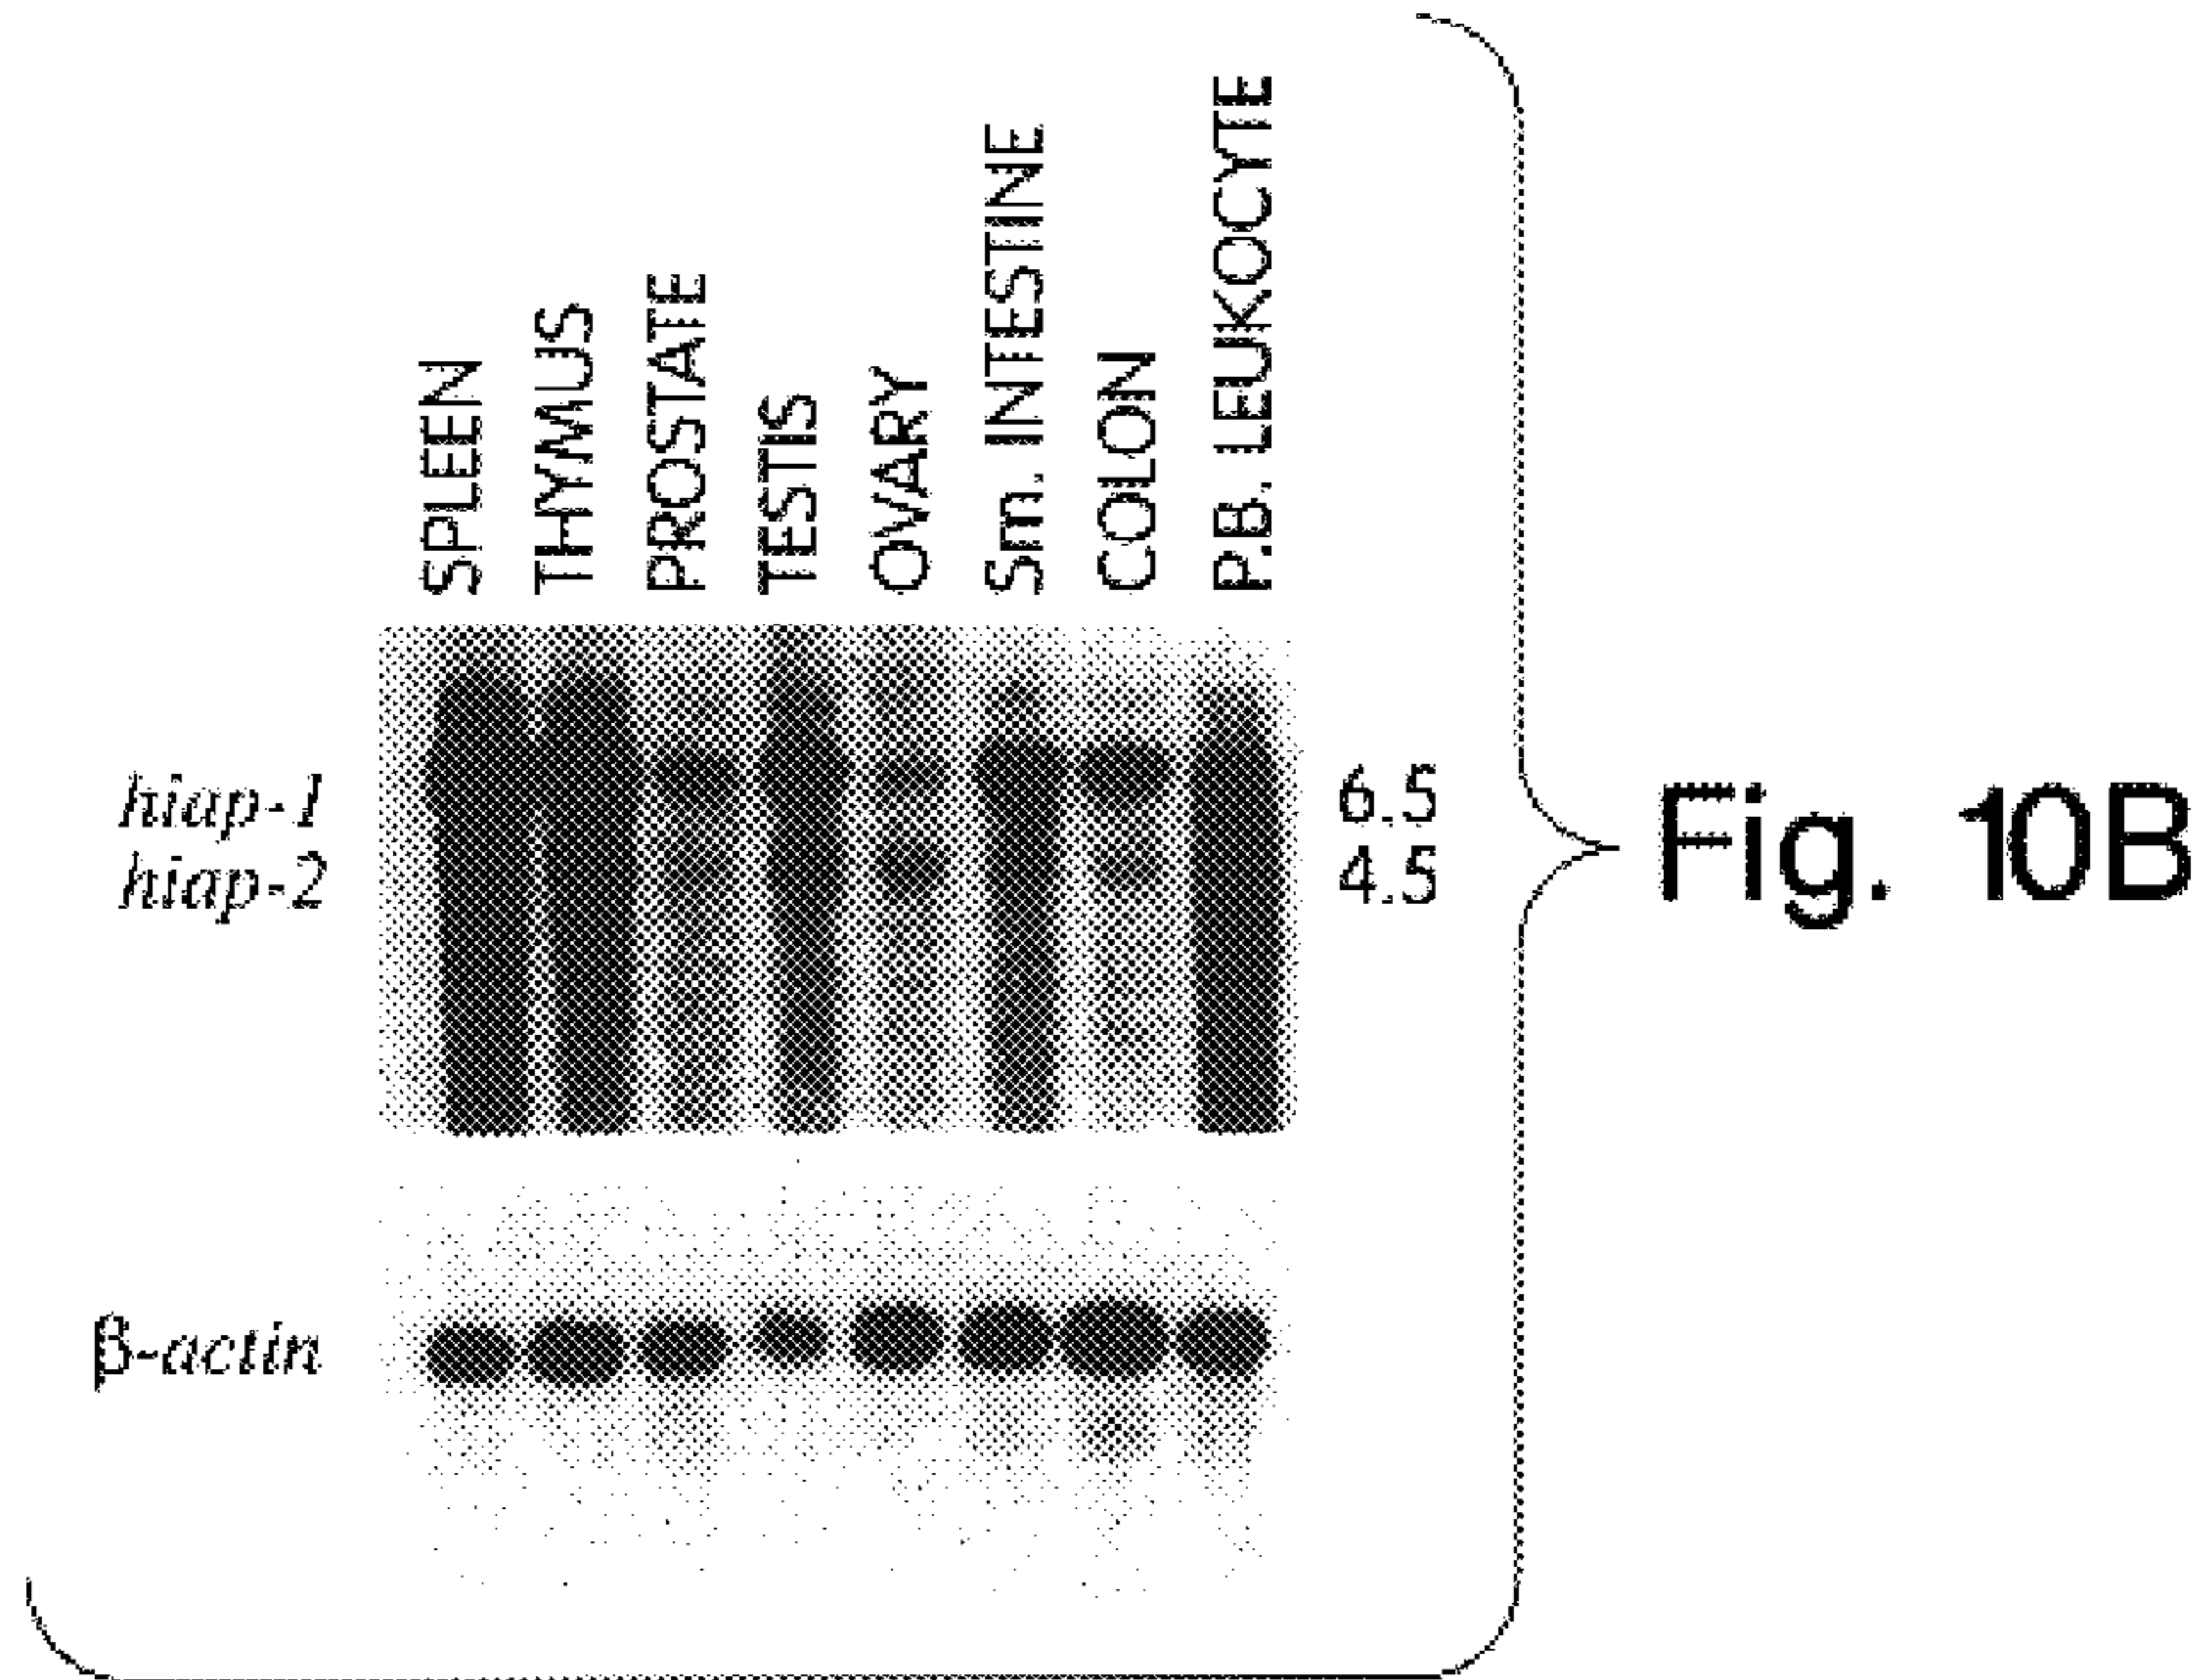 SPLEEN
THYMUS
PROSTATE
TESTIS
OVARY
Sm. INTESTINE
COLON
P.B. LEUKOCYTE
hiap-1
6.5
hiap-2
4.5
Fig. 10B
β-actin